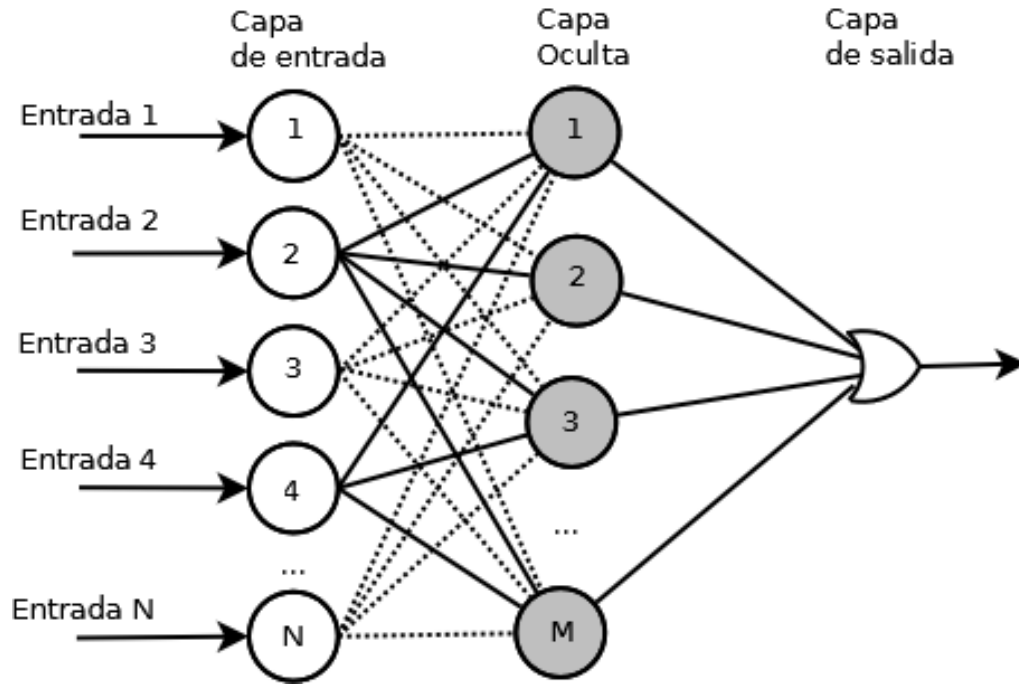 Capa
de entrada
Capa
Oculta
Capa
de salida
Entrada 1
1
1
Entrada 2
2
2
Entrada 3
3
3
Entrada 4
4
...
...
Entrada N
N
M